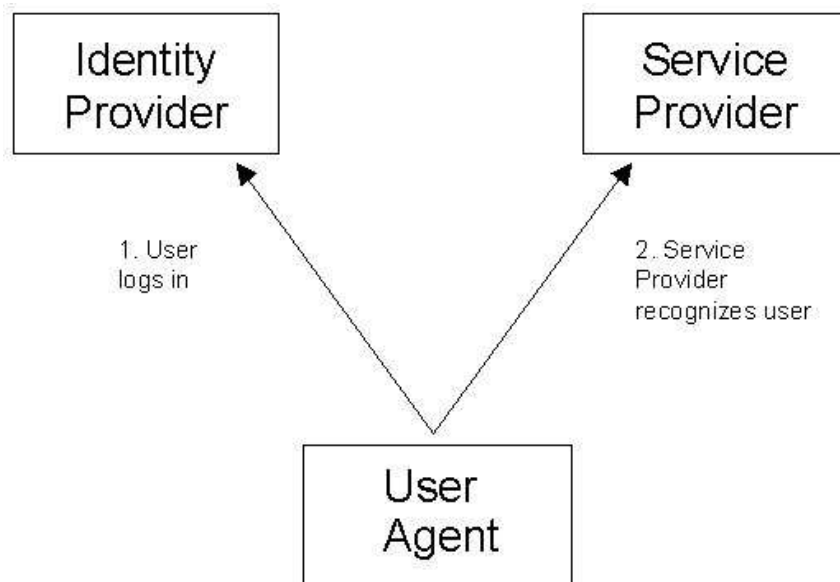 Identity
Provider
Service
Provider
1. User
logs in
2. Service
Provider
recognizes user
User
Agent